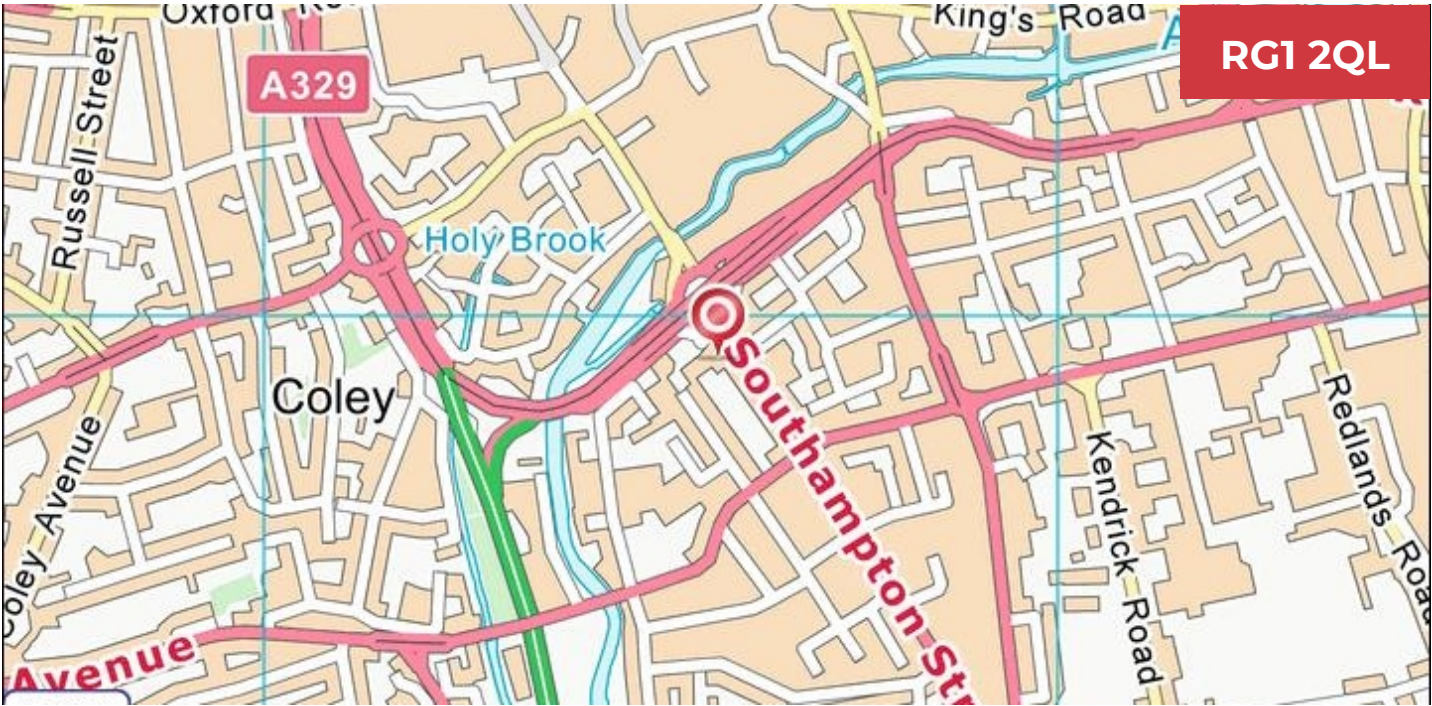 Oxford
King's Road
RG1 2QL
A329
Russell Street
Holy Brook
Coley
Southampton Str
Coley Avenue
Kendrick Road
Redlands Road
Avenue